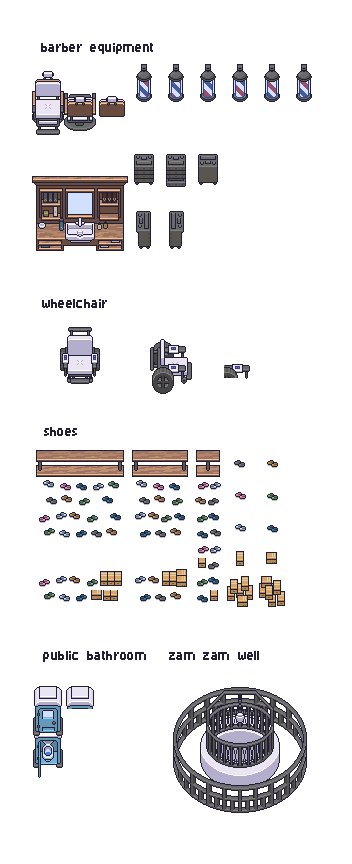 barber equipment
wheelchair
shoes
public bathroom
zam zam well